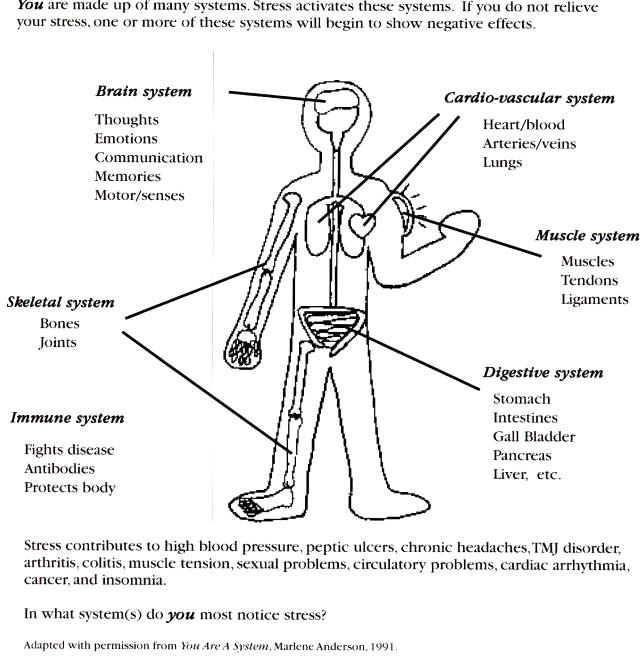 You are made up of many systems. Stress activates these systems. If you do not relieve
your stress, one or more of these systems will begin to show negative effects.
Brain system
Thoughts
Emotions
Communication
Memories
Motor/senses
Cardio-vascular system
Heart/blood
Arteries/veins
Lungs
Muscle system
Muscles
Tendons
Ligaments
Skeletal system
Bones
Joints
Digestive system
Stomach
Intestines
Gall Bladder
Pancreas
Liver, etc.
Immune system
Fights disease
Antibodies
Protects body
Stress contributes to high blood pressure, peptic ulcers, chronic headaches, TMJ disorder,
arthritis, colitis, muscle tension, sexual problems, circulatory problems, cardiac arrhythmia,
cancer, and insomnia.
In what system(s) do you most notice stress?
Adapted with permission from You Are A System, Marlene Anderson, 1991.